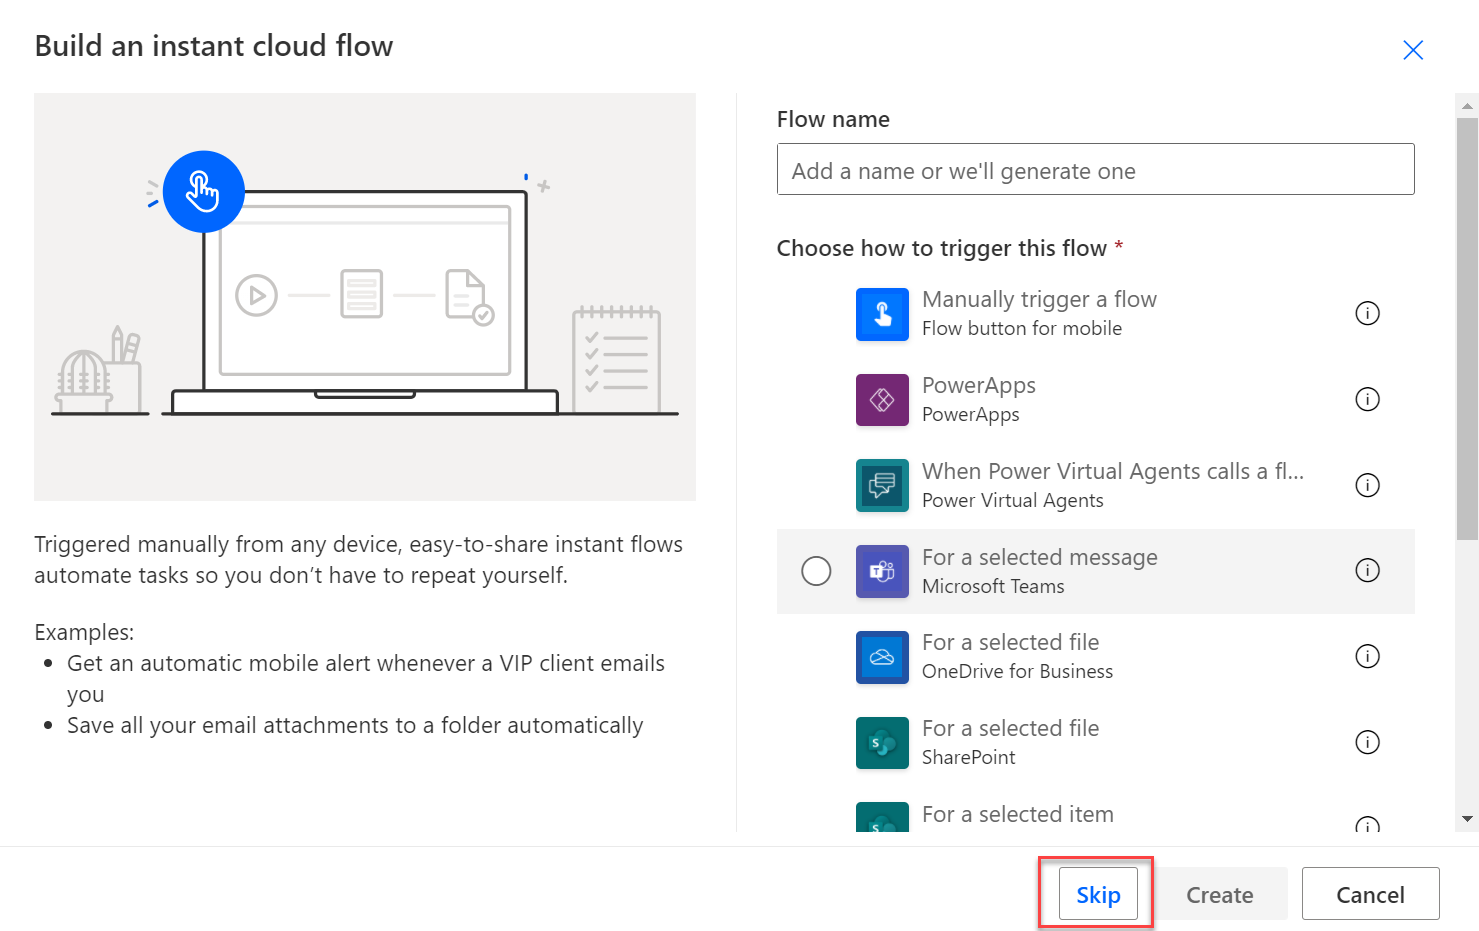 Build an instant cloud flow
Triggered manually from any device, easy-to-share instant flows
automate tasks so you don’t have to repeat yourself.
Examples:
• Get an automatic mobile alert whenever a VIP client emails
you
• Save all your email attachments to a folder automatically
Flow name
Add a name or we'll generate one
Choose how to trigger this flow *
Manually trigger a flow
Flow button for mobile
PowerApps
PowerApps
When Power Virtual Agents calls a fl...
Power Virtual Agents
For a selected message
Microsoft Teams
For a selected file
OneDrive for Business
For a selected file
SharePoint
For a selected item
Skip
Create
Cancel